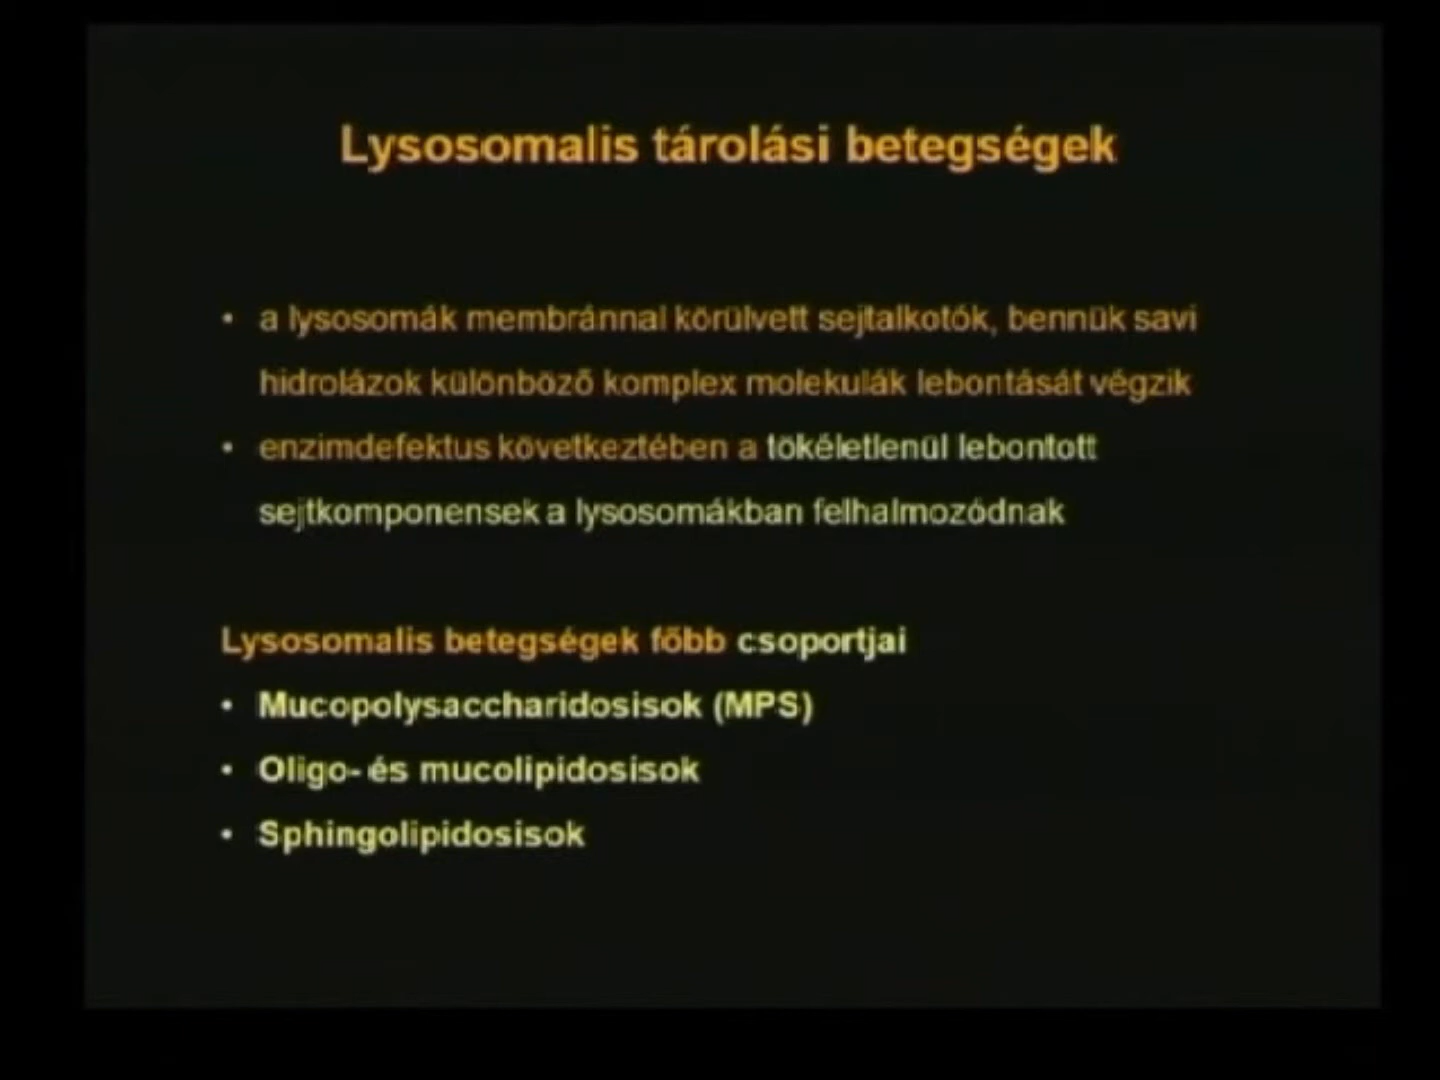 Lysosomalis tárolási betegségek
• a lysosomák membránnal körülvett sejtalkotók, bennük savi
hidrolázok különböző komplex molekulák lebontását végzik
• enzimdefektus következtében a tökéletlenül lebontott
sejtkomponensek a lysosomákban felhalmozódnak
Lysosomalis betegségek főbb csoportjai
• Mucopolysaccharidosisok (MPS)
• Oligo- és mucolipidosisok
• Sphingolipidosisok